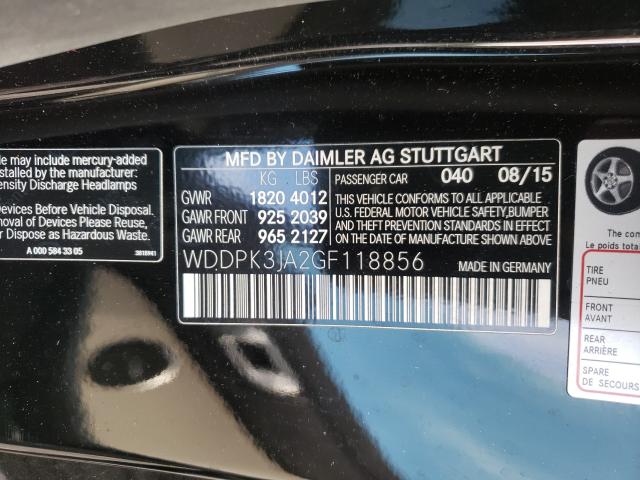 le may include mercury-added
stalled by the manufacturer:
ensity Discharge Headlamps
Devices Before Vehicle Disposal.
moval of Devices Please Reuse,
or Dispose as Hazardous Waste.
A 000 584 33 05
MFD BY DAIMLER AG STUTTGART
KG LBS
PASSENGER CAR 040 08/15
GVWR 1820 4012
GAWR FRONT 925 2039
GAWR REAR 965 2127
THIS VEHICLE CONFORMS TO ALL APPLICABLE
U.S. FEDERAL MOTOR VEHICLE SAFETY, BUMPER
AND THEFT PREVENTION STANDARDS IN EFFECT
ON THE DATE OF MANUFACTURE SHOWN ABOVE
WDDPK3JA2GF118856
MADE IN GERMANY
The com
Le poids total
TIRE
PNEU
FRONT
AVANT
REAR
ARRIÈRE
SPARE
DE SECOURS